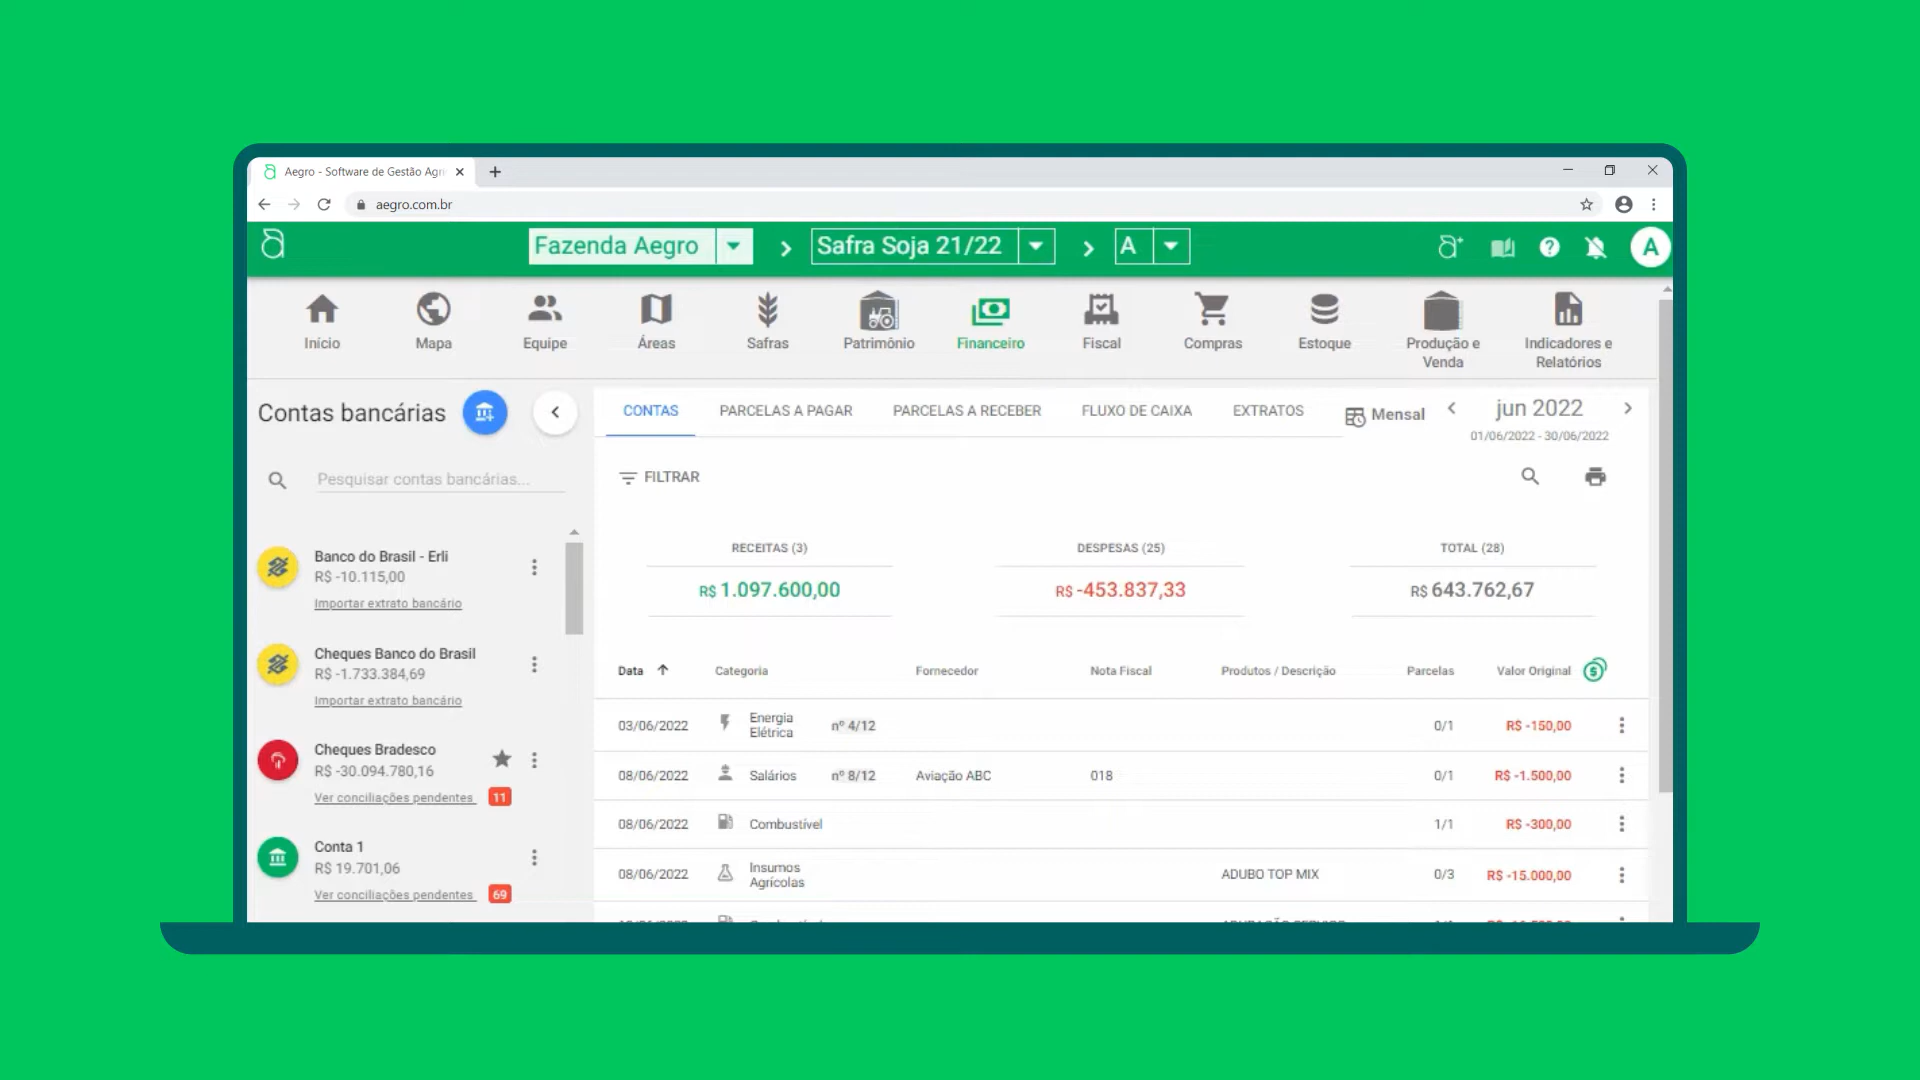 Aegro - Software de Gestão Agri
aegro.com.br
Fazenda Aegro
Safra Soja 21/22
A
A
Início
Mapa
Equipe
Áreas
Safras
Patrimônio
Financeiro
Fiscal
Compras
Estoque
Produção e
Venda
Indicadores e
Relatórios
Contas bancárias
Pesquisar contas bancárias...
Banco do Brasil - Erli
R$ -10.115,00
Importar extrato bancário
Cheques Banco do Brasil
R$ -1.733.384,69
Importar extrato bancário
Cheques Bradesco
R$ -30.094.780,16
Ver conciliações pendentes 11
Conta 1
R$ 19.701,06
Ver conciliações pendentes 69
CONTAS PARCELAS A PAGAR PARCELAS A RECEBER FLUXO DE CAIXA EXTRATOS
Mensal
jun 2022
01/06/2022 - 30/06/2022
FILTRAR
RECEITAS (3)
R$ 1.097.600,00
DESPESAS (25)
R$ -453.837,33
TOTAL (28)
R$ 643.762,67
Data Categoria Fornecedor Nota Fiscal Produtos / Descrição Parcelas Valor Original
03/06/2022 Energia Elétrica nº 4/12 0/1 R$ -150,00
08/06/2022 Salários nº 8/12 Aviação ABC 018 0/1 R$ -1.500,00
08/06/2022 Combustível 1/1 R$ -300,00
08/06/2022 Insumos Agrícolas ADUBO TOP MIX 0/3 R$ -15.000,00